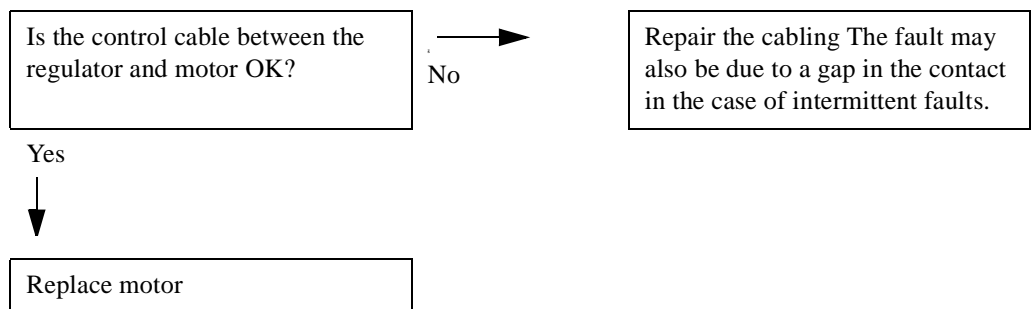 Is the control cable between the
regulator and motor OK?
No
Repair the cabling The fault may
also be due to a gap in the contact
in the case of intermittent faults.
Yes
Replace motor